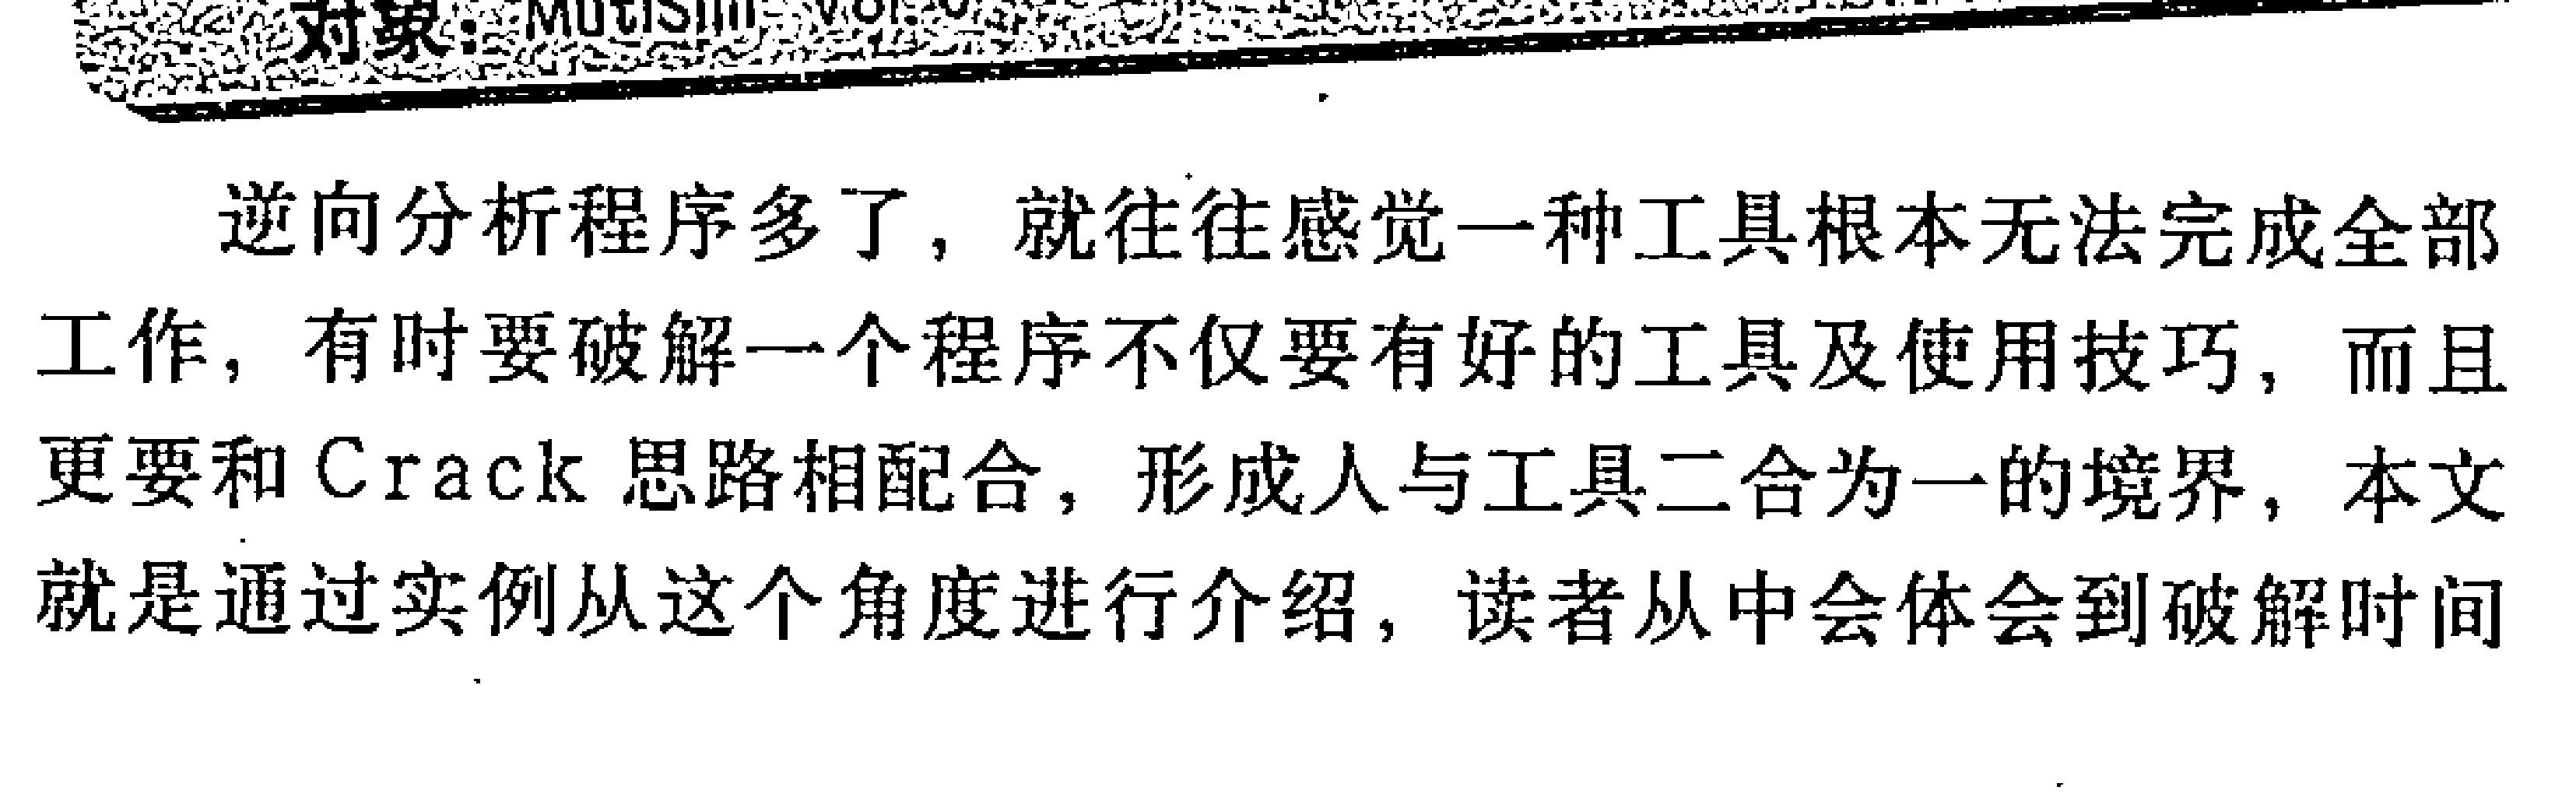 对象：MutiSim
逆向分析程序多了，就往往感觉一种工具根本无法完成全部
工作，有时要破解一个程序不仅要有好的工具及使用技巧，而且
更要和Crack思路相配合，形成人与工具二合为一的境界，本文
就是通过实例从这个角度进行介绍，读者从中会体会到破解时间